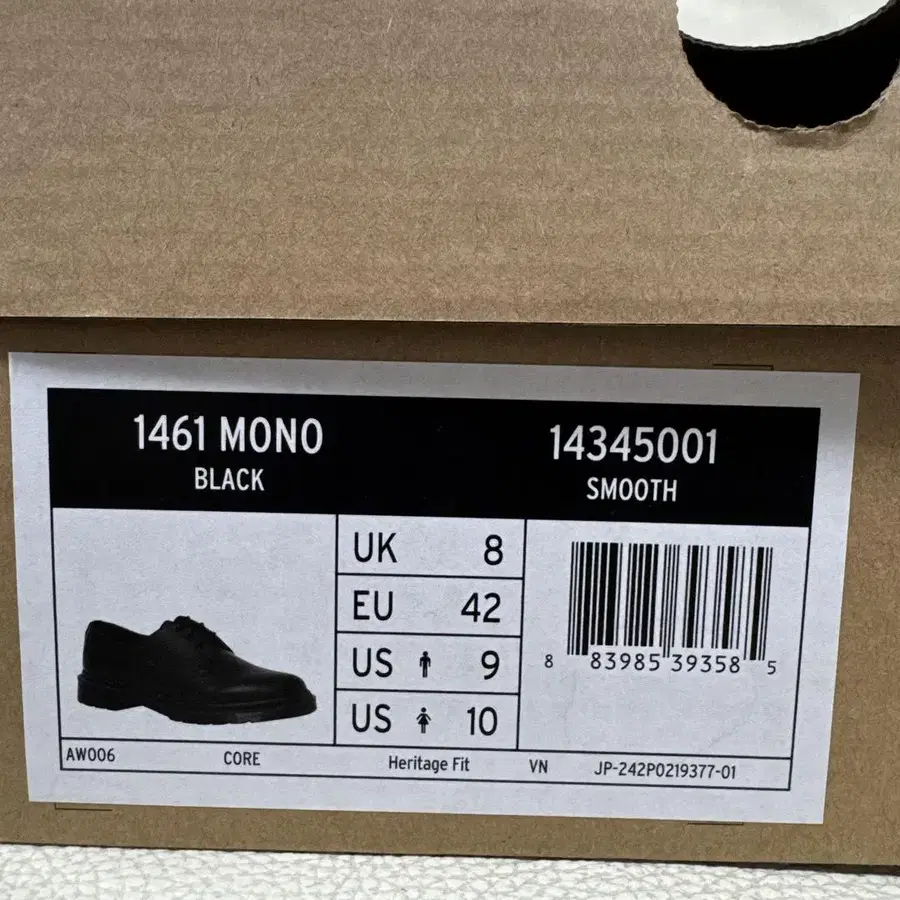 1461 MONO
BLACK
14345001
SMOOTH
UK 8
EU 42
US 9
US 10
8 83985 39358 5
AW006 CORE Heritage Fit VN JP-242P0219377-01